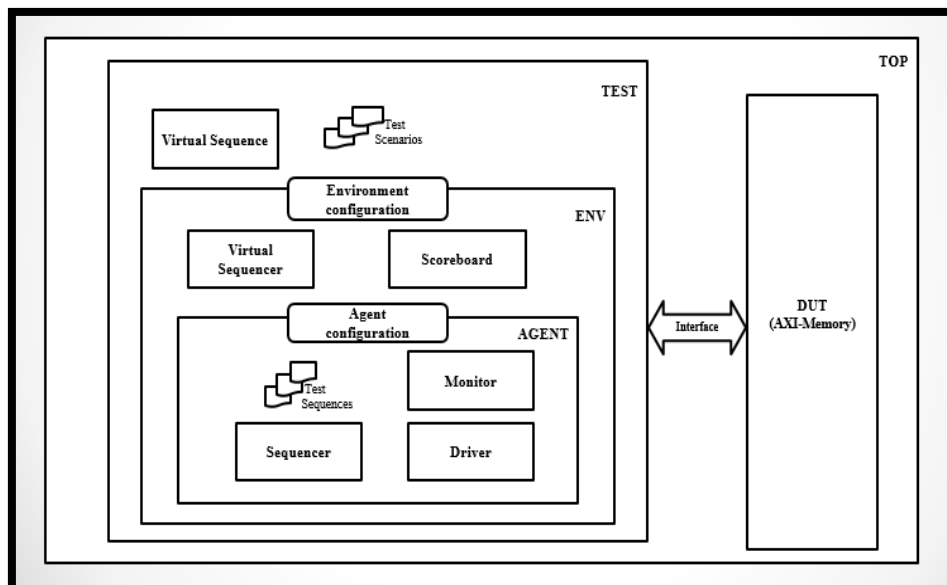 TOP
TEST
Virtual Sequence
Test
Scenarios
Environment
configuration
ENV
Virtual
Sequencer
Scoreboard
Agent
configuration
AGENT
Test
Sequences
Monitor
Sequencer
Driver
Interface
DUT
(AXI-Memory)